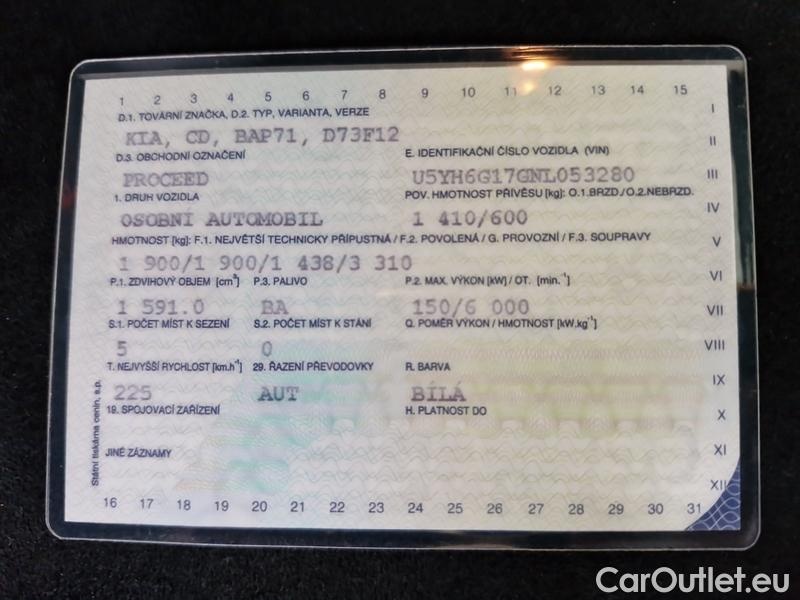 1 2 3 4 5 6 7 8 9 10 11 12 13 14 15
D.1. TOVÁRNÍ ZNAČKA, D.2. TYP, VARIANTA, VERZE
I
KIA, CD, BAP71, D73F12
II
D.3. OBCHODNÍ OZNAČENÍ E. IDENTIFIKAČNÍ ČÍSLO VOZIDLA (VIN)
PROCEED U5YH6G17GNL053280
III
1. DRUH VOZIDLA POV. HMOTNOST PŘÍVĚSU [kg]: O.1.BRZD./O.2.NEBRZD.
OSOBNÍ AUTOMOBIL 1 410/600
IV
HMOTNOST [kg]: F.1. NEJVĚTŠÍ TECHNICKY PŘÍPUSTNÁ / F.2. POVOLENÁ / G. PROVOZNÍ / F.3. SOUPRAVY
V
1 900/1 900/1 438/3 310
P.1. ZDVIHOVÝ OBJEM [cm³] P.3. PALIVO P.2. MAX. VÝKON [kW] / OT. [min.⁻¹]
VI
1 591.0 BA 150/6 000
VII
S.1. POČET MÍST K SEZENÍ S.2. POČET MÍST K STÁNÍ Q. POMĚR VÝKON / HMOTNOST [kW.kg⁻¹]
5 0
VIII
T. NEJVYŠŠÍ RYCHLOST [km.h⁻¹] 29. ŘAZENÍ PŘEVODOVKY R. BARVA
225 AUT BÍLÁ
IX
19. SPOJOVACÍ ZAŘÍZENÍ H. PLATNOST DO
X
JINÉ ZÁZNAMY
XI
XII
Státní tiskárna cenin, s.p.
16 17 18 19 20 21 22 23 24 25 26 27 28 29 30 31
CarOutlet.eu